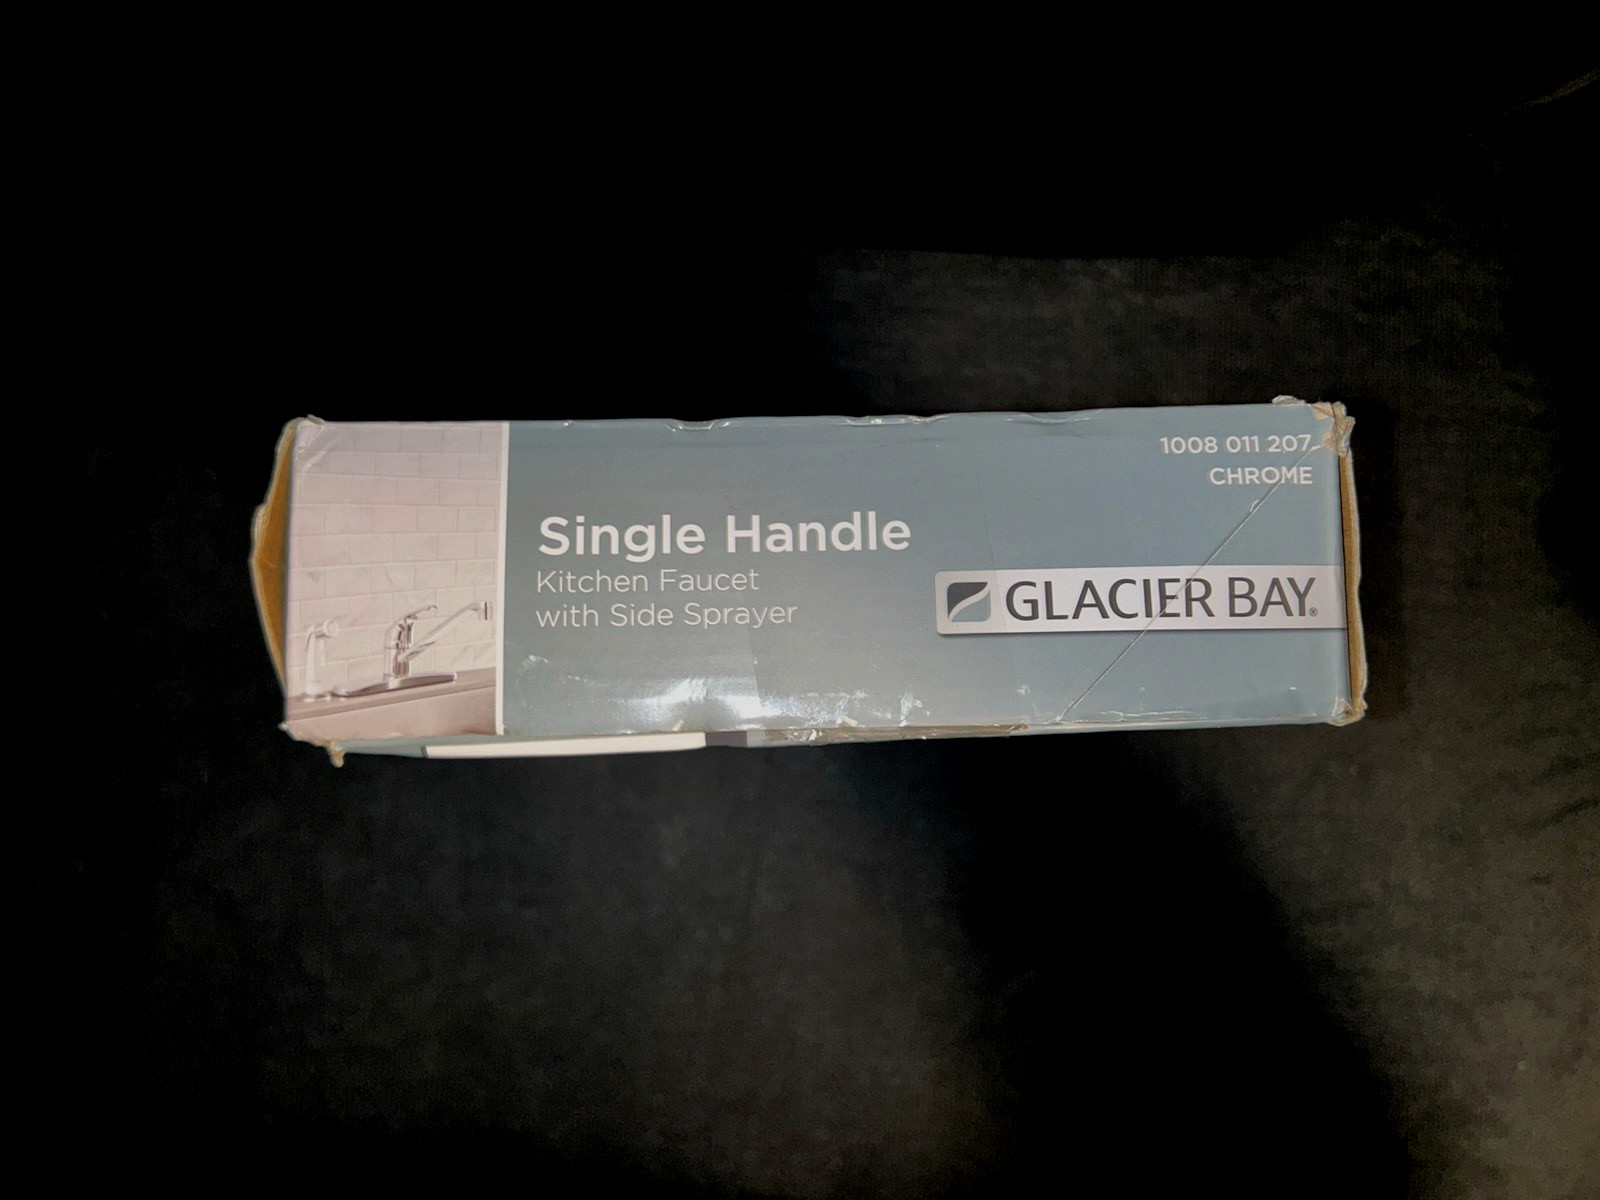 1008 011 207
CHROME
Single Handle
Kitchen Faucet
with Side Sprayer
GLACIER BAY®